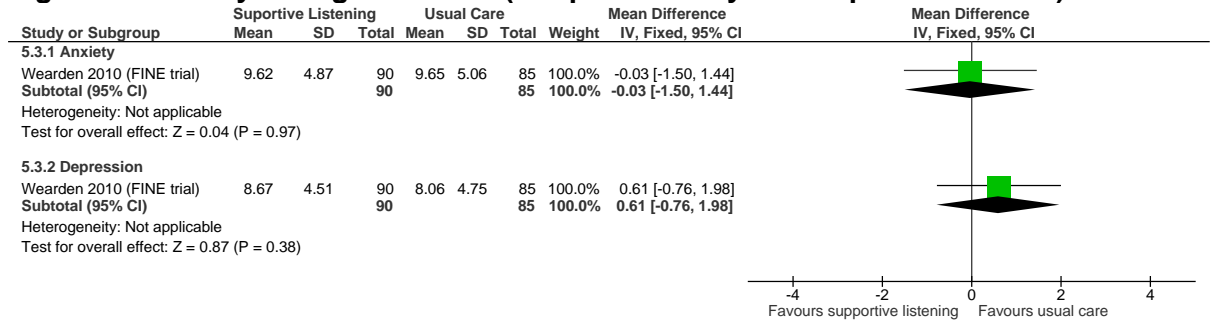 Suportive Listening Usual Care Mean Difference Mean Difference
Study or Subgroup Mean SD Total Mean SD Total Weight IV, Fixed, 95% CI IV, Fixed, 95% CI
5.3.1 Anxiety
Wearden 2010 (FINE trial) 9.62 4.87 90 9.65 5.06 85 100.0% -0.03 [-1.50, 1.44]
Subtotal (95% CI) 90 85 100.0% -0.03 [-1.50, 1.44]
Heterogeneity: Not applicable
Test for overall effect: Z = 0.04 (P = 0.97)
5.3.2 Depression
Wearden 2010 (FINE trial) 8.67 4.51 90 8.06 4.75 85 100.0% 0.61 [-0.76, 1.98]
Subtotal (95% CI) 90 85 100.0% 0.61 [-0.76, 1.98]
Heterogeneity: Not applicable
Test for overall effect: Z = 0.87 (P = 0.38)
-4 -2 0 2 4
Favours supportive listening Favours usual care